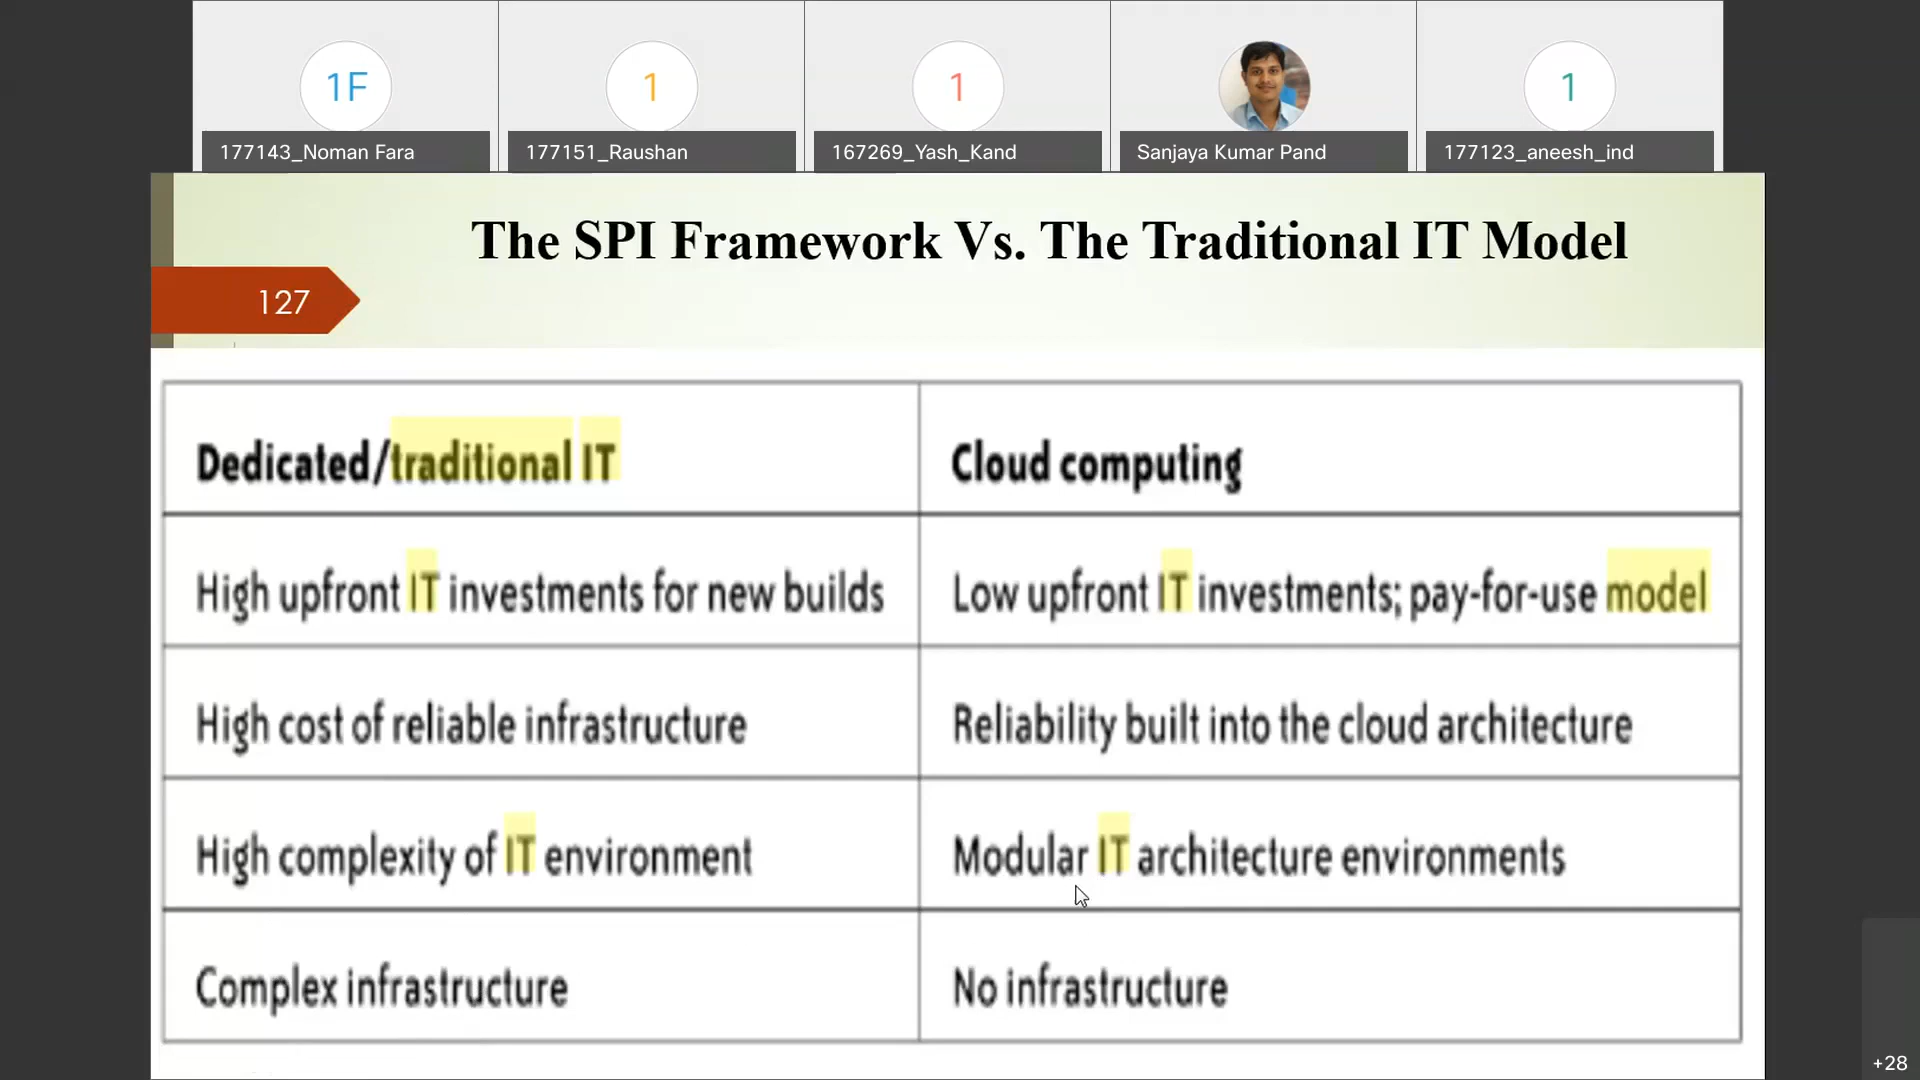 1F
1
1
1
177143_Noman Fara
177151_Raushan
167269_Yash_Kand
Sanjaya Kumar Pand
177123_aneesh_ind
The SPI Framework Vs. The Traditional IT Model
127
Dedicated/traditional IT
Cloud computing
High upfront IT investments for new builds
Low upfront IT investments; pay-for-use model
High cost of reliable infrastructure
Reliability built into the cloud architecture
High complexity of IT environment
Modular IT architecture environments
Complex infrastructure
No infrastructure
+28